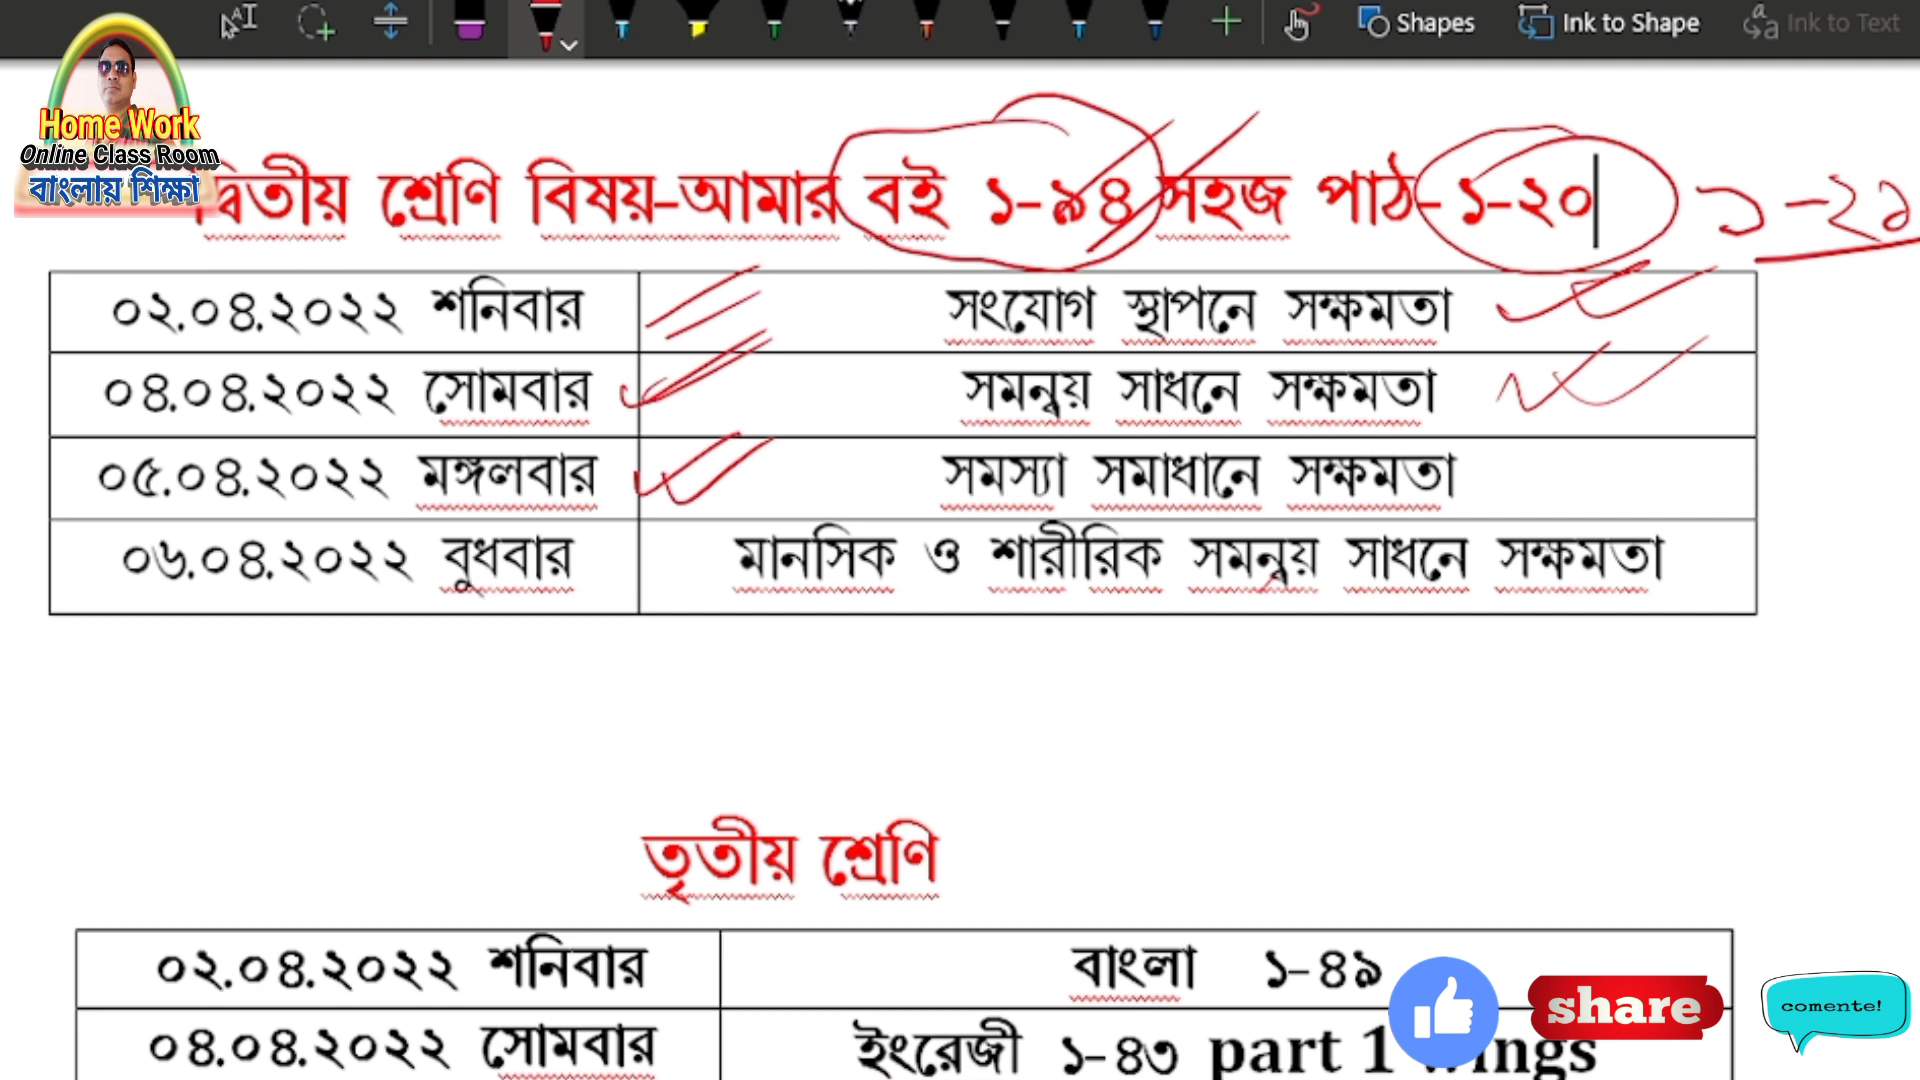 Shapes Ink to Shape Ink to Text
Home Work
Online Class Room
বাংলায় শিক্ষা
দ্বিতীয় শ্রেণি বিষয়-আমার বই ১-৯৪ সহজ পাঠ-১-২০ ১-২১
০২.০৪.২০২২ শনিবার সংযোগ স্থাপনে সক্ষমতা
০৪.০৪.২০২২ সোমবার সমন্বয় সাধনে সক্ষমতা
০৫.০৪.২০২২ মঙ্গলবার সমস্যা সমাধানে সক্ষমতা
০৬.০৪.২০২২ বুধবার মানসিক ও শারীরিক সমন্বয় সাধনে সক্ষমতা
তৃতীয় শ্রেণি
০২.০৪.২০২২ শনিবার বাংলা ১-৪৯
০৪.০৪.২০২২ সোমবার ইংরেজী ১-৪৩ part 1
share
comente!